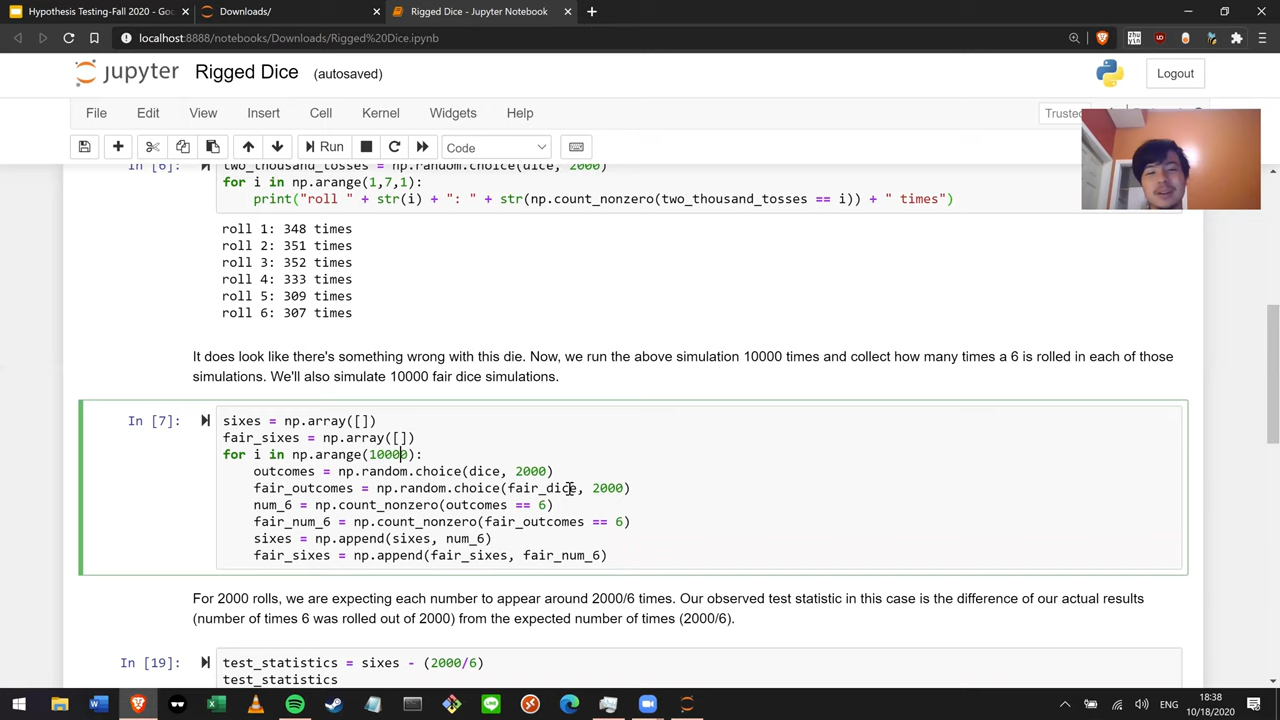 Hypothesis Testing-Fall 2020 - Goo
Downloads/
Rigged Dice - Jupyter Notebook
localhost:8888/notebooks/Downloads/Rigged%20Dice.ipynb
jupyter Rigged Dice (autosaved)
Logout
File Edit View Insert Cell Kernel Widgets Help
Trusted
Run
Code
In [6]: two_thousand_tosses = np.random.choice(dice, 2000)
for i in np.arange(1,7,1):
print("roll " + str(i) + ": " + str(np.count_nonzero(two_thousand_tosses == i)) + " times")
roll 1: 348 times
roll 2: 351 times
roll 3: 352 times
roll 4: 333 times
roll 5: 309 times
roll 6: 307 times
It does look like there's something wrong with this die. Now, we run the above simulation 10000 times and collect how many times a 6 is rolled in each of those
simulations. We'll also simulate 10000 fair dice simulations.
In [7]: sixes = np.array([])
fair_sixes = np.array([])
for i in np.arange(10000):
outcomes = np.random.choice(dice, 2000)
fair_outcomes = np.random.choice(fair_dice, 2000)
num_6 = np.count_nonzero(outcomes == 6)
fair_num_6 = np.count_nonzero(fair_outcomes == 6)
sixes = np.append(sixes, num_6)
fair_sixes = np.append(fair_sixes, fair_num_6)
For 2000 rolls, we are expecting each number to appear around 2000/6 times. Our observed test statistic in this case is the difference of our actual results
(number of times 6 was rolled out of 2000) from the expected number of times (2000/6).
In [19]: test_statistics = sixes - (2000/6)
test_statistics
ENG
18:38
10/18/2020